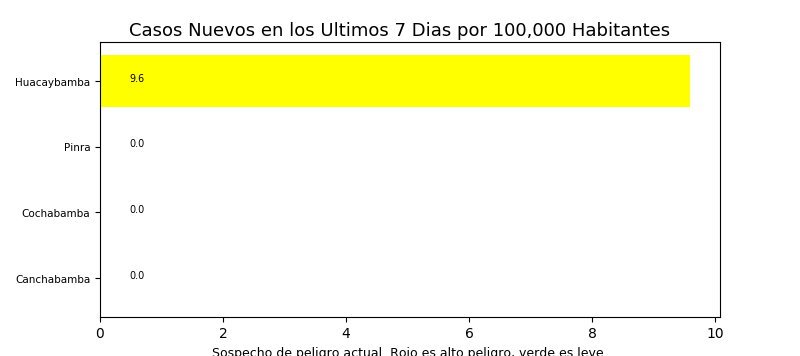 Casos Nuevos en los Ultimos 7 Dias por 100,000 Habitantes
Huacaybamba 9.6
Pinra 0.0
Cochabamba 0.0
Canchabamba 0.0
0 2 4 6 8 10
Sospecho de peligro actual. Rojo es alto peligro, verde es leve